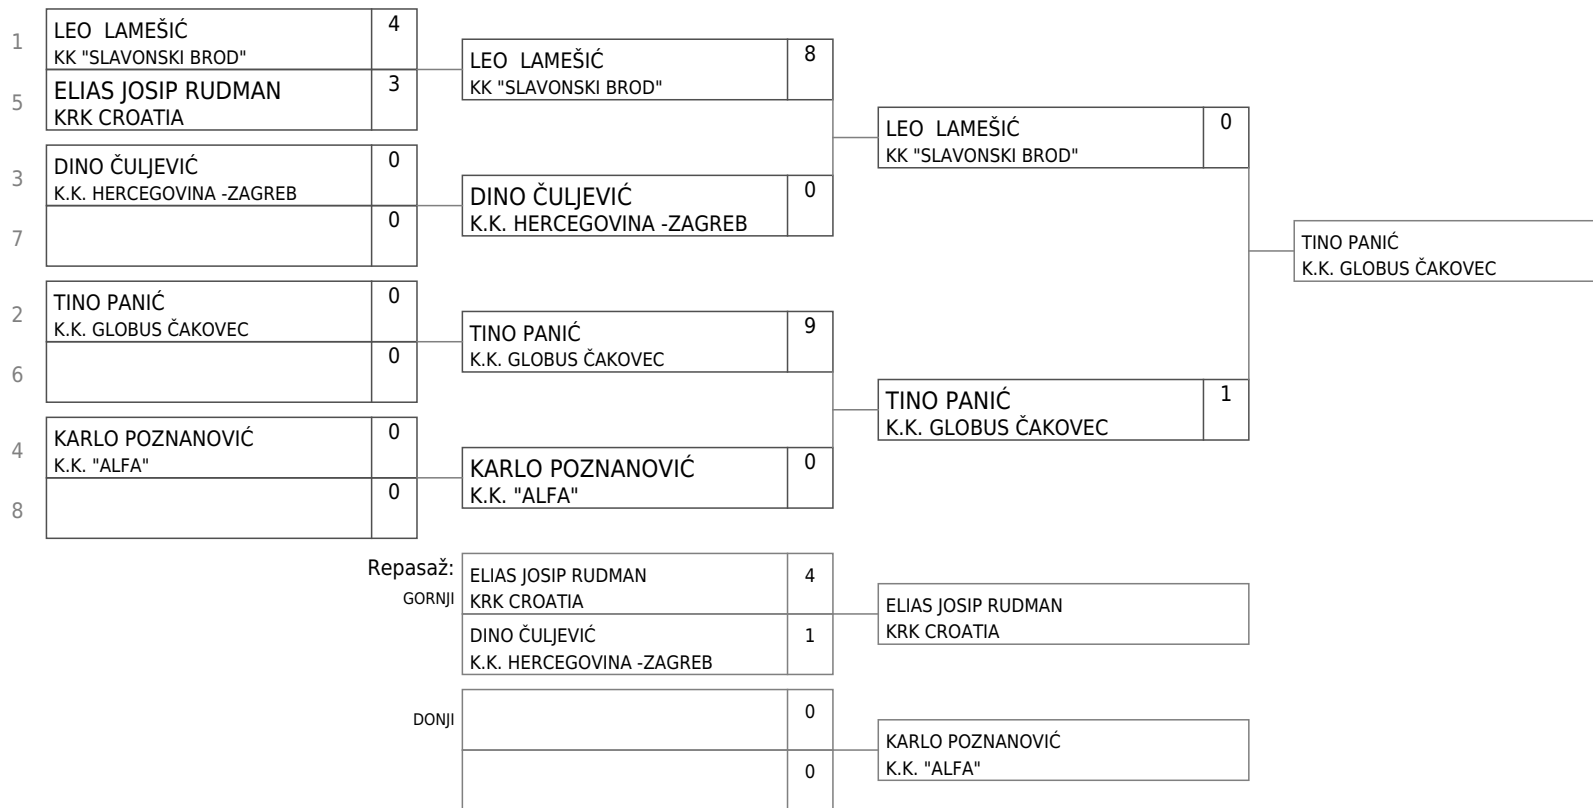 1
LEO  LAMEŠIĆ
KK "SLAVONSKI BROD"
4
5
ELIAS JOSIP RUDMAN
KRK CROATIA
3
3
DINO ČULJEVIĆ
K.K. HERCEGOVINA -ZAGREB
0
7
0
2
TINO PANIĆ
K.K. GLOBUS ČAKOVEC
0
6
0
4
KARLO POZNANOVIĆ
K.K. "ALFA"
0
8
0
LEO  LAMEŠIĆ
KK "SLAVONSKI BROD"
8
DINO ČULJEVIĆ
K.K. HERCEGOVINA -ZAGREB
0
TINO PANIĆ
K.K. GLOBUS ČAKOVEC
9
KARLO POZNANOVIĆ
K.K. "ALFA"
0
LEO  LAMEŠIĆ
KK "SLAVONSKI BROD"
0
TINO PANIĆ
K.K. GLOBUS ČAKOVEC
1
TINO PANIĆ
K.K. GLOBUS ČAKOVEC
Repasaž:
GORNJI
ELIAS JOSIP RUDMAN
KRK CROATIA
4
DINO ČULJEVIĆ
K.K. HERCEGOVINA -ZAGREB
1
ELIAS JOSIP RUDMAN
KRK CROATIA
DONJI
0
0
KARLO POZNANOVIĆ
K.K. "ALFA"